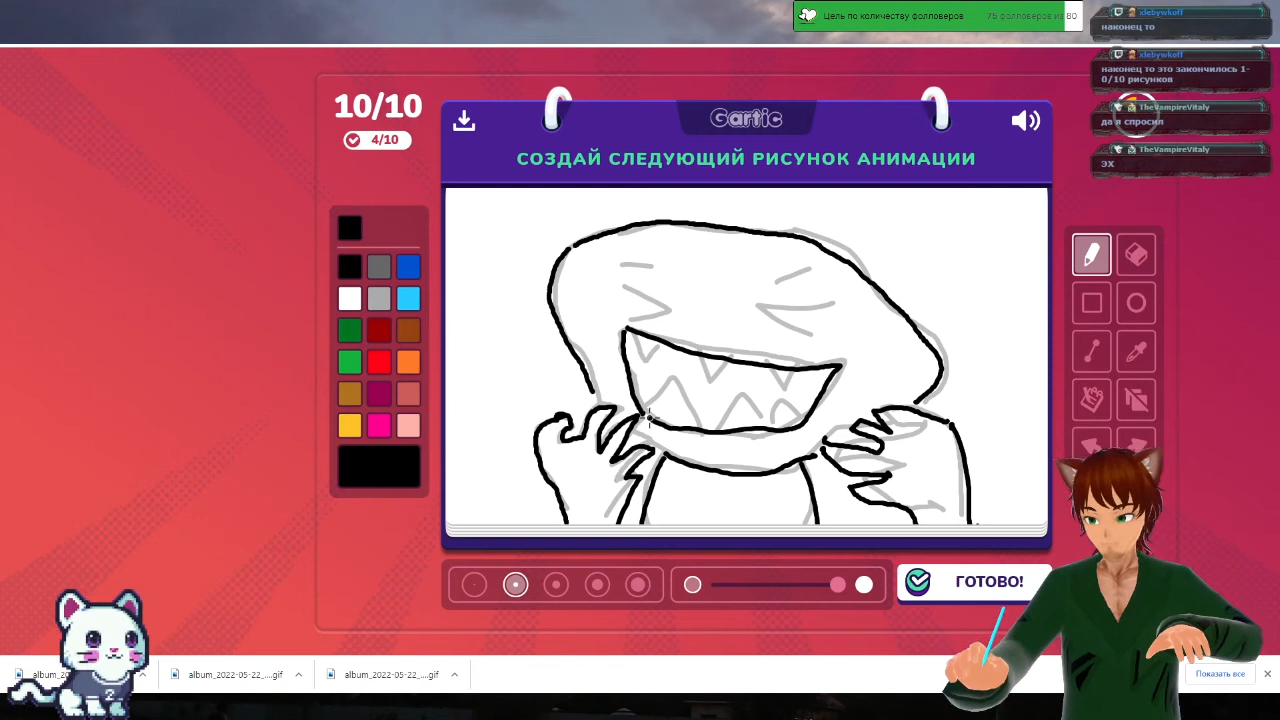 Цель по количеству фолловеров 75 фолловеров из 80
xlebywkoff
наконец то
xlebywkoff
наконец то это закончилось 1-
0/10 рисунков
TheVampireVitaly
да я спросил
TheVampireVitaly
эх
10/10
4/10
Gartic
СОЗДАЙ СЛЕДУЮЩИЙ РИСУНОК АНИМАЦИИ
ГОТОВО!
album_2022-05-22_....gif
album_2022-05-22_....gif
Показать все
2